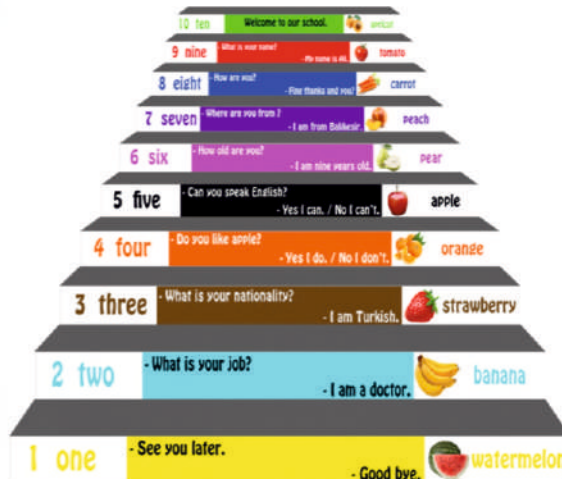 10 ten Welcome to our school. apricot
9 nine - What is your name? tomato
- My name is Ali.
8 eight - How are you? carrot
- Fine thanks and you?
7 seven - Where are you from ? peach
- I am from Balıkesir.
6 six - How old are you? pear
- I am nine years old.
5 five - Can you speak English? apple
- Yes I can. / No I can't.
4 four - Do you like apple? orange
- Yes I do. / No I don't.
3 three - What is your nationality? strawberry
- I am Turkish.
2 two - What is your job? banana
- I am a doctor.
1 one - See you later. watermelon
- Good bye.